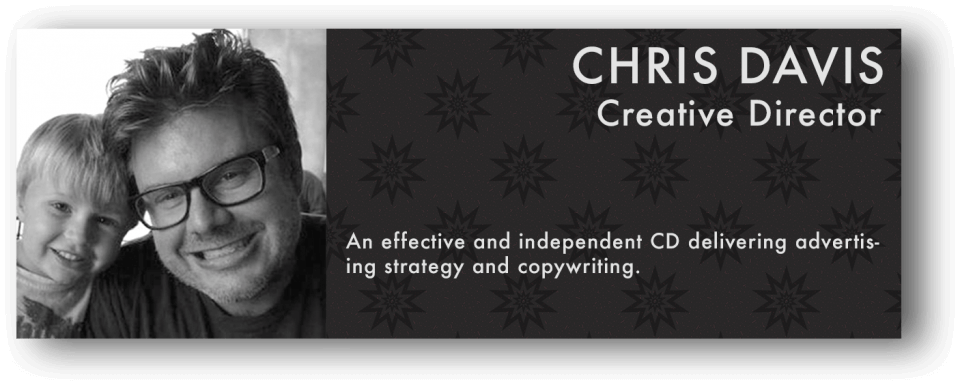 CHRIS DAVIS
Creative Director
An effective and independent CD delivering advertis-
ing strategy and copywriting.